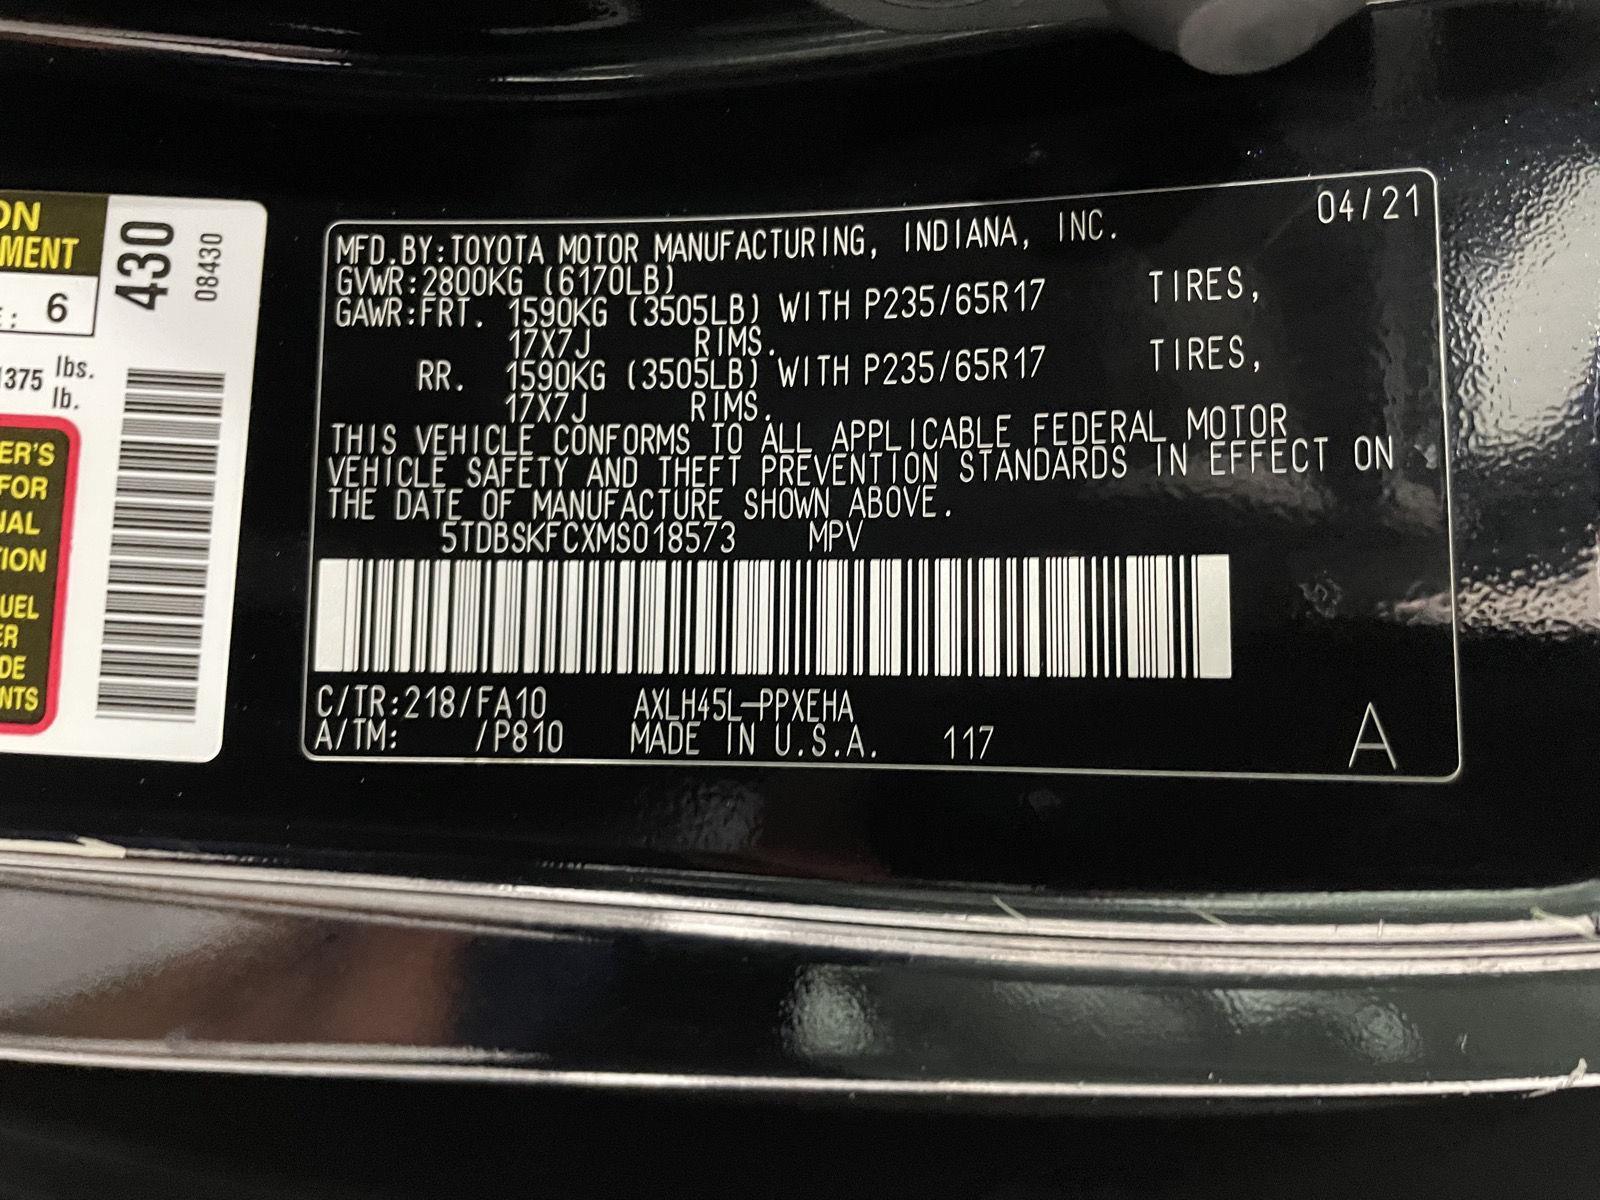 ON
MENT
E: 6
1375 lbs.
lb.
ER'S
FOR
NAL
ION
UEL
ER
DE
NTS
430
08430
04/21
MFD.BY:TOYOTA MOTOR MANUFACTURING, INDIANA, INC.
GVWR:2800KG (6170LB)
GAWR:FRT. 1590KG (3505LB) WITH P235/65R17 TIRES,
17X7J RIMS.
RR. 1590KG (3505LB) WITH P235/65R17 TIRES,
17X7J RIMS.
THIS VEHICLE CONFORMS TO ALL APPLICABLE FEDERAL MOTOR
VEHICLE SAFETY AND THEFT PREVENTION STANDARDS IN EFFECT ON
THE DATE OF MANUFACTURE SHOWN ABOVE.
5TDBSKFCXMS018573 MPV
C/TR:218/FA10 AXLH45L-PPXEHA
A/TM: /P810 MADE IN U.S.A. 117
A